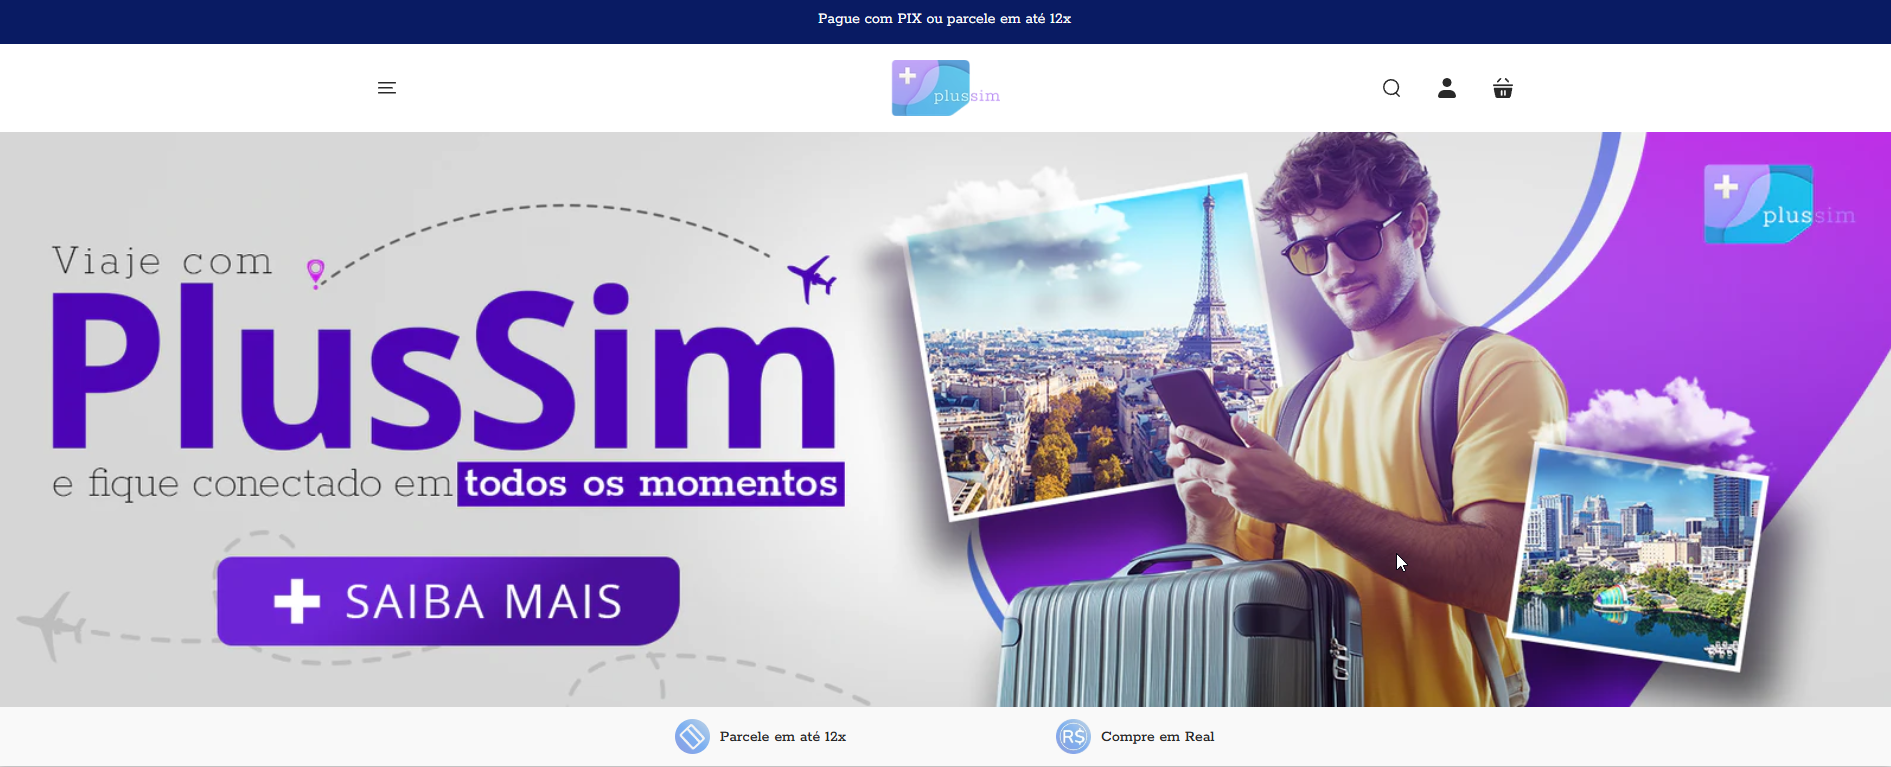 Pague com PIX ou parcele em até 12x
plussim
plussim
Viaje com
PlusSim
e fique conectado em todos os momentos
SAIBA MAIS
Parcele em até 12x
R$
Compre em Real